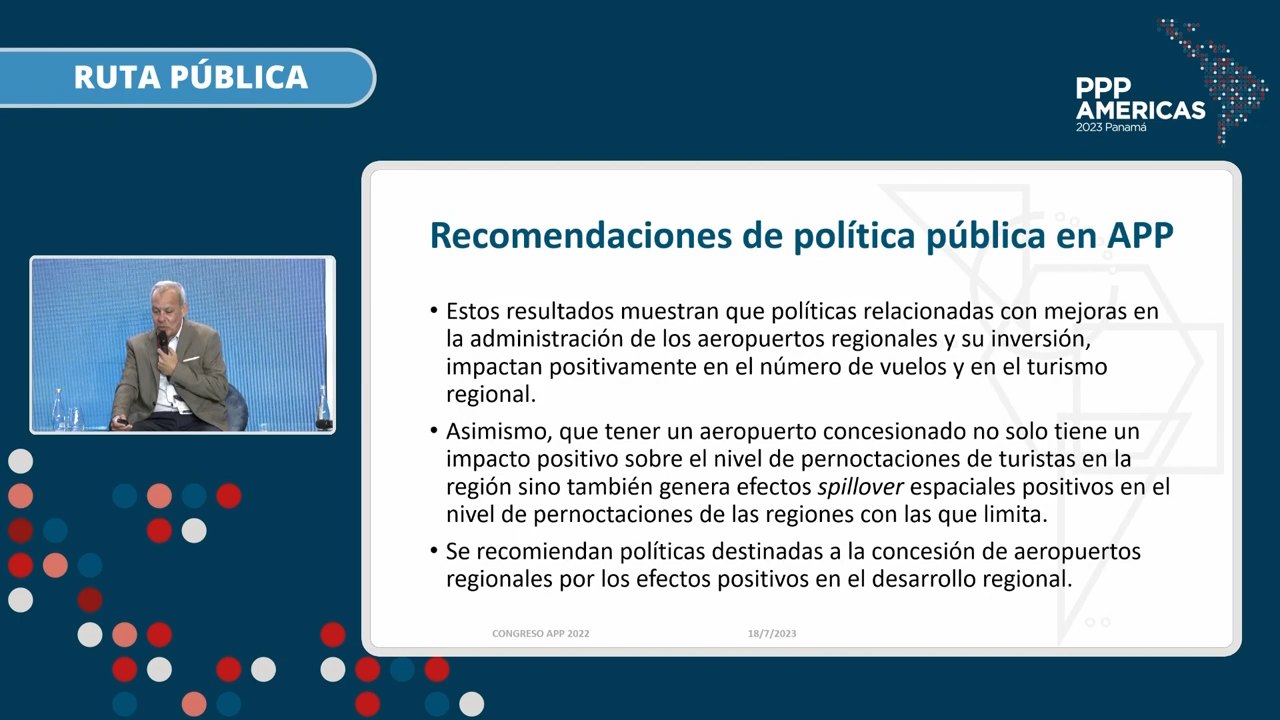 RUTA PÚBLICA
PPP
AMERICAS
2023 Panamá
Recomendaciones de política pública en APP
• Estos resultados muestran que políticas relacionadas con mejoras en
la administración de los aeropuertos regionales y su inversión,
impactan positivamente en el número de vuelos y en el turismo
regional.
• Asimismo, que tener un aeropuerto concesionado no solo tiene un
impacto positivo sobre el nivel de pernoctaciones de turistas en la
región sino también genera efectos spillover espaciales positivos en el
nivel de pernoctaciones de las regiones con las que limita.
• Se recomiendan políticas destinadas a la concesión de aeropuertos
regionales por los efectos positivos en el desarrollo regional.
CONGRESO APP 2022
18/7/2023